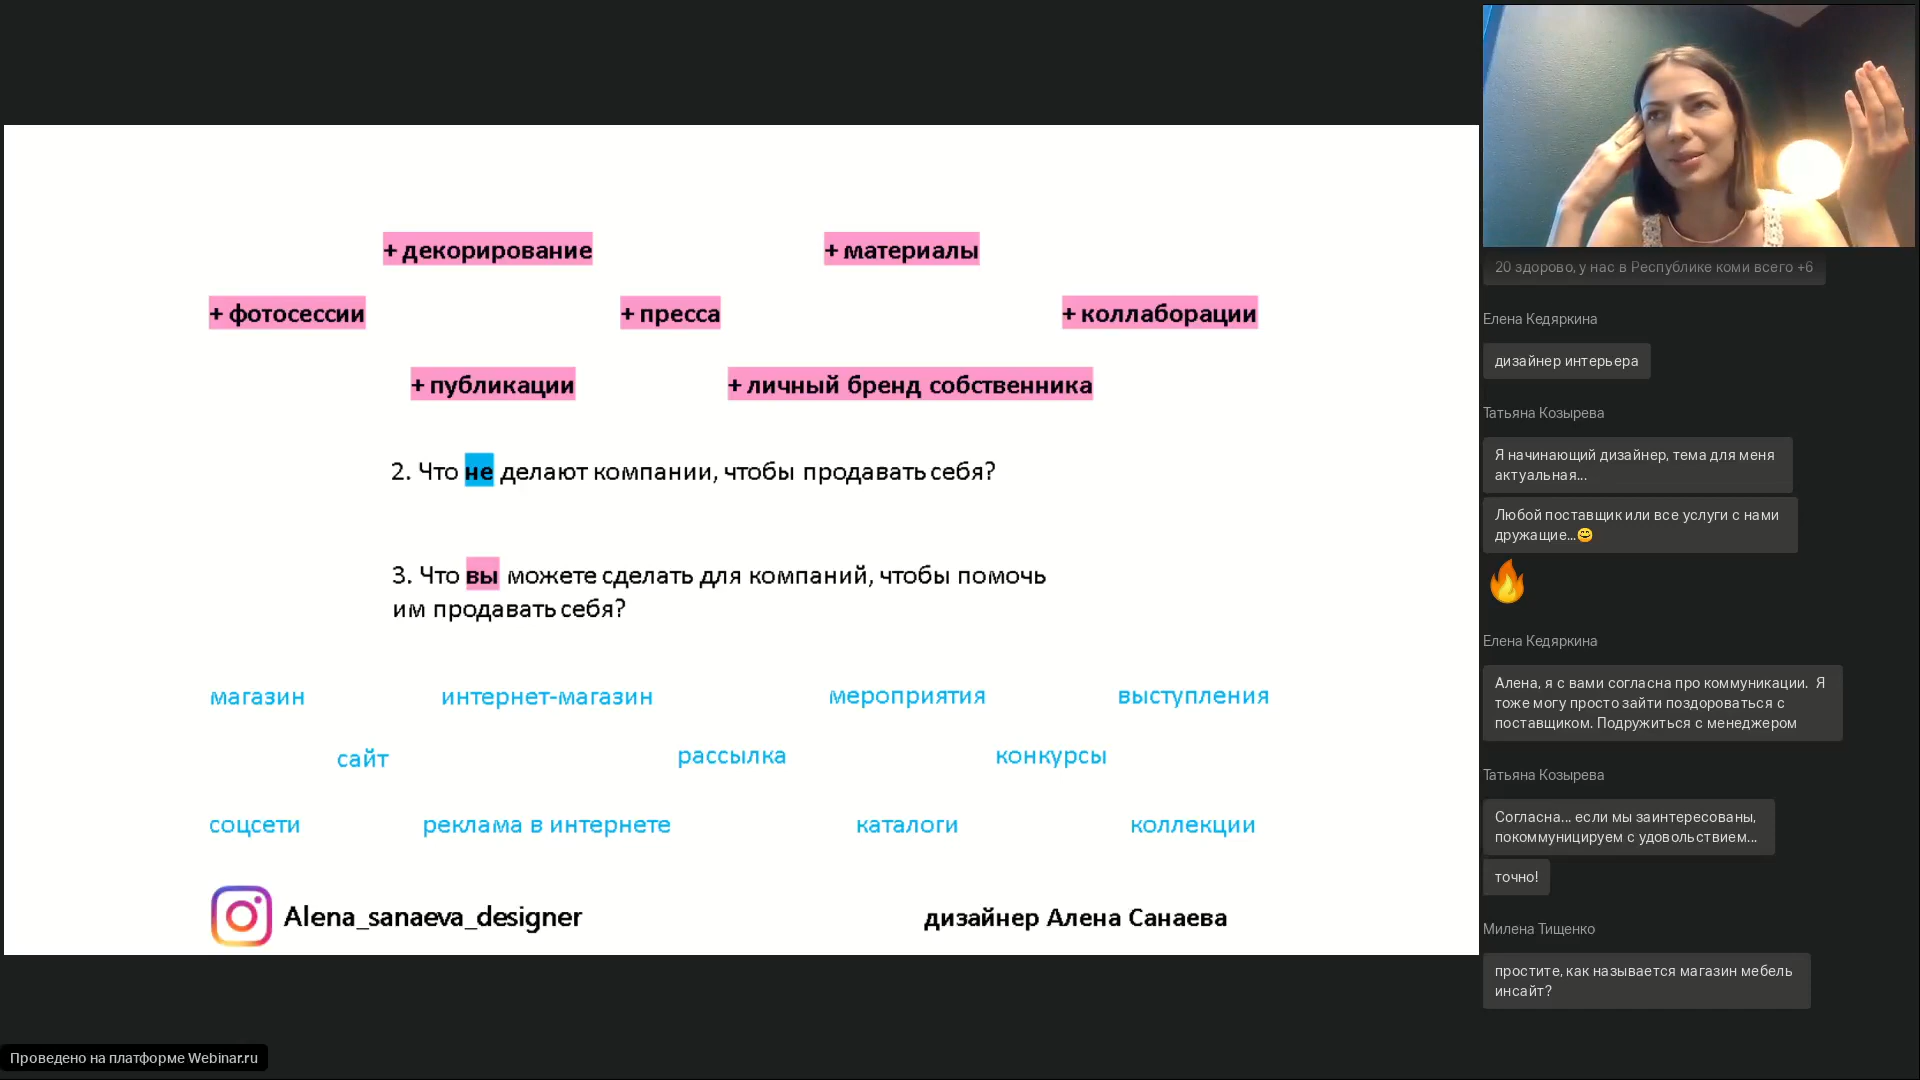 + декорирование
+ материалы
+ фотосессии
+ пресса
+ коллаборации
+ публикации
+ личный бренд собственника
2. Что не делают компании, чтобы продавать себя?
3. Что вы можете сделать для компаний, чтобы помочь
им продавать себя?
магазин
интернет-магазин
мероприятия
выступления
сайт
рассылка
конкурсы
соцсети
реклама в интернете
каталоги
коллекции
Alena_sanaeva_designer
дизайнер Алена Санаева
20 здорово, у нас в Республике коми всего +6
Елена Кедяркина
дизайнер интерьера
Татьяна Козырева
Я начинающий дизайнер, тема для меня
актуальная...
Любой поставщик или все услуги с нами
дружащие...😄
🔥
Елена Кедяркина
Алена, я с вами согласна про коммуникации. Я
тоже могу просто зайти поздороваться с
поставщиком. Подружиться с менеджером
Татьяна Козырева
Согласна... если мы заинтересованы,
покоммуницируем с удовольствием...
точно!
Милена Тищенко
простите, как называется магазин мебель
инсайт?
Проведено на платформе Webinar.ru